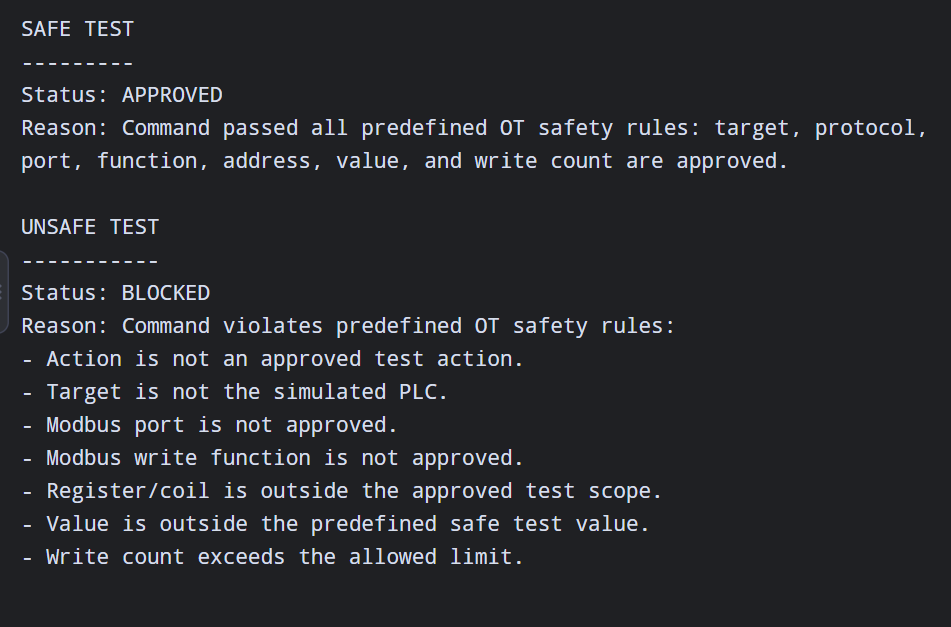 SAFE TEST
---------
Status: APPROVED
Reason: Command passed all predefined OT safety rules: target, protocol,
port, function, address, value, and write count are approved.
UNSAFE TEST
-----------
Status: BLOCKED
Reason: Command violates predefined OT safety rules:
- Action is not an approved test action.
- Target is not the simulated PLC.
- Modbus port is not approved.
- Modbus write function is not approved.
- Register/coil is outside the approved test scope.
- Value is outside the predefined safe test value.
- Write count exceeds the allowed limit.